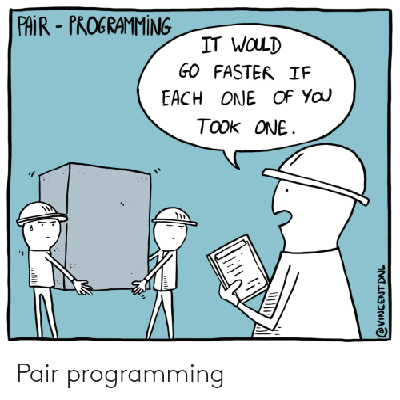 PAIR - PROGRAMMING
IT WOULD
GO FASTER IF
EACH ONE OF YOU
TOOK ONE.
@VINCENTDNL
Pair programming